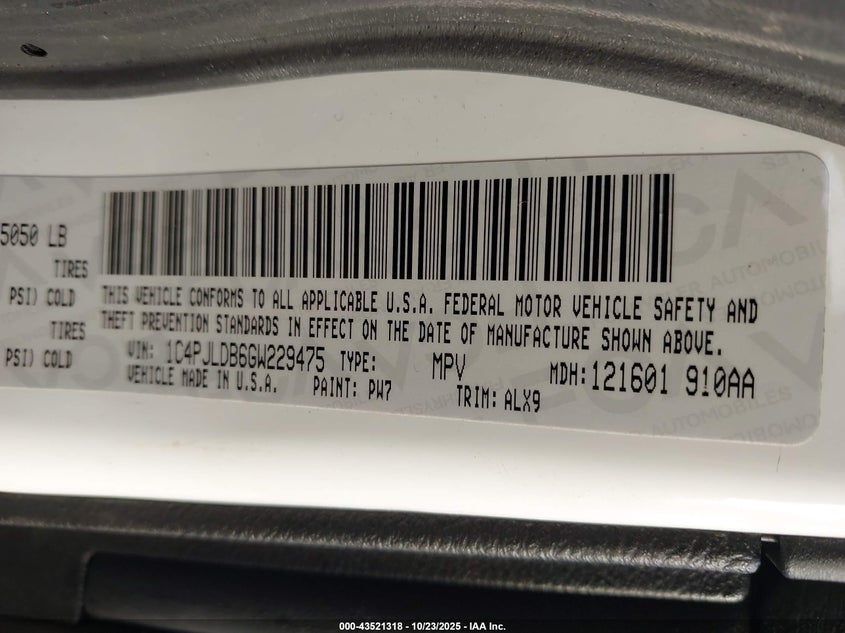 5050 LB
TIRES
PSI) COLD
TIRES
PSI) COLD
THIS VEHICLE CONFORMS TO ALL APPLICABLE U.S.A. FEDERAL MOTOR VEHICLE SAFETY AND
THEFT PREVENTION STANDARDS IN EFFECT ON THE DATE OF MANUFACTURE SHOWN ABOVE.
VIN: 1C4PJLDB6GW229475 TYPE: MPV MDH: 121601 910AA
VEHICLE MADE IN U.S.A. PAINT: PW7 TRIM: ALX9
000-43521318 - 10/23/2025 - IAA Inc.